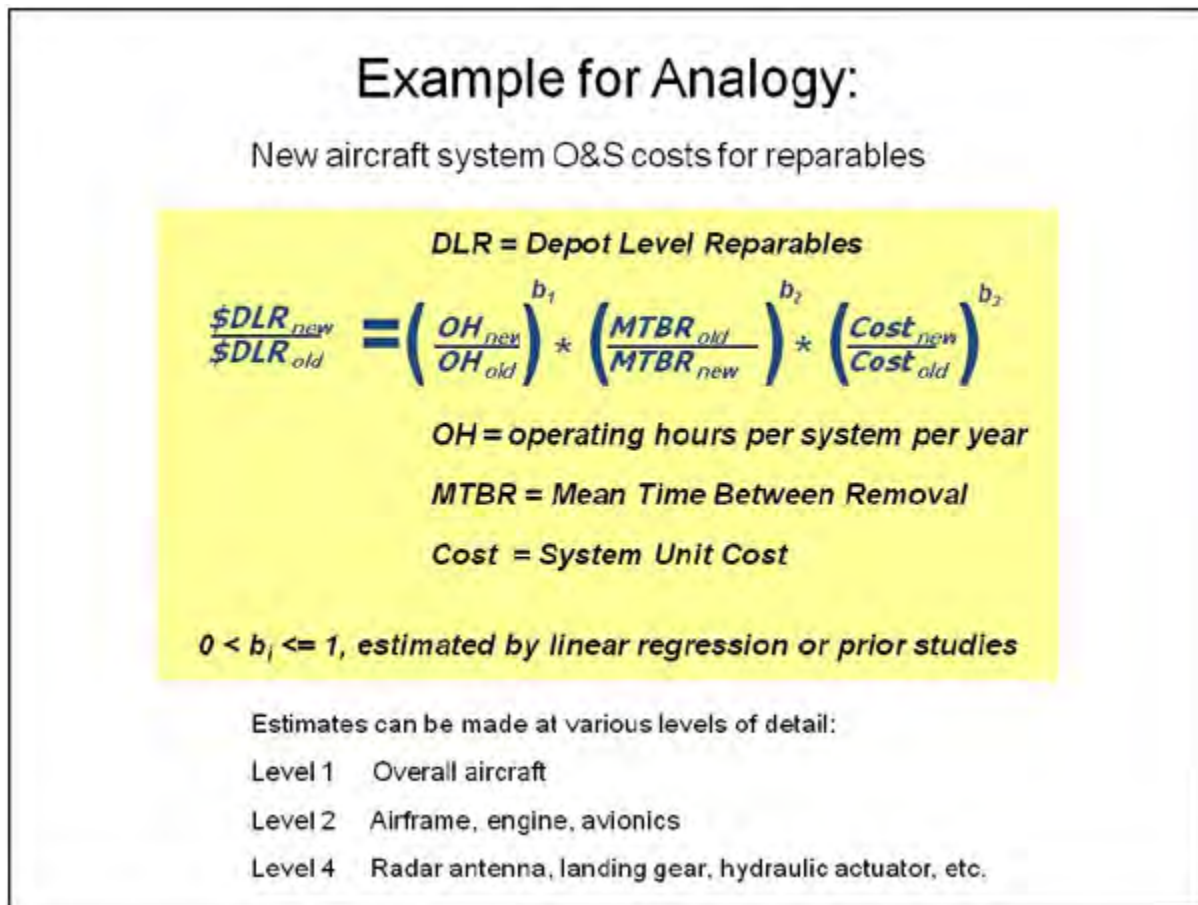 Example for Analogy:
New aircraft system O&S costs for reparables
DLR = Depot Level Reparables
$DLR new / $DLR old = ( OH new / OH old ) b1 * ( MTBR old / MTBR new ) b2 * ( Cost new / Cost old ) b3
OH = operating hours per system per year
MTBR = Mean Time Between Removal
Cost = System Unit Cost
0 < bi <= 1, estimated by linear regression or prior studies
Estimates can be made at various levels of detail:
Level 1 Overall aircraft
Level 2 Airframe, engine, avionics
Level 4 Radar antenna, landing gear, hydraulic actuator, etc.